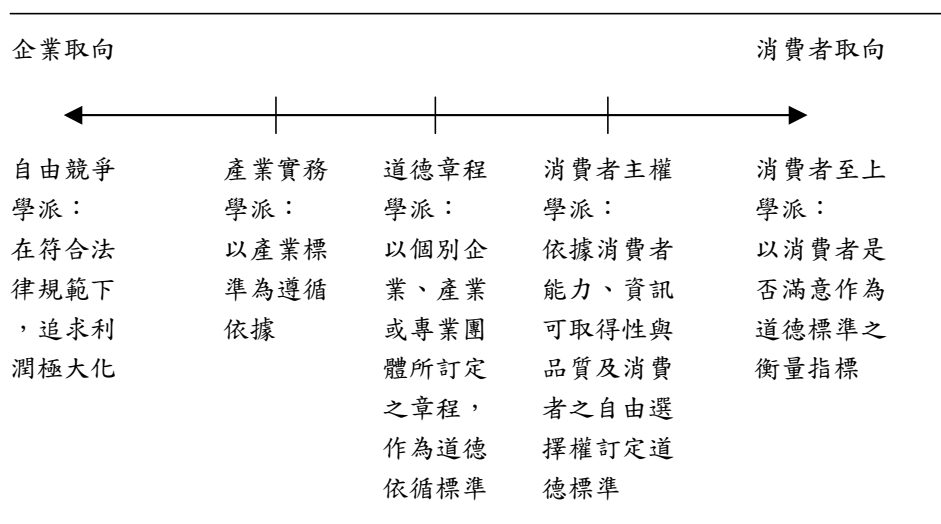 企業取向
消費者取向
自由競爭
學派：
在符合法
律規範下
，追求利
潤極大化
產業實務
學派：
以產業標
準為遵循
依據
道德章程
學派：
以個別企
業、產業
或專業團
體所訂定
之章程，
作為道德
依循標準
消費者主權
學派：
依據消費者
能力、資訊
可取得性與
品質及消費
者之自由選
擇權訂定道
德標準
消費者至上
學派：
以消費者是
否滿意作為
道德標準之
衡量指標